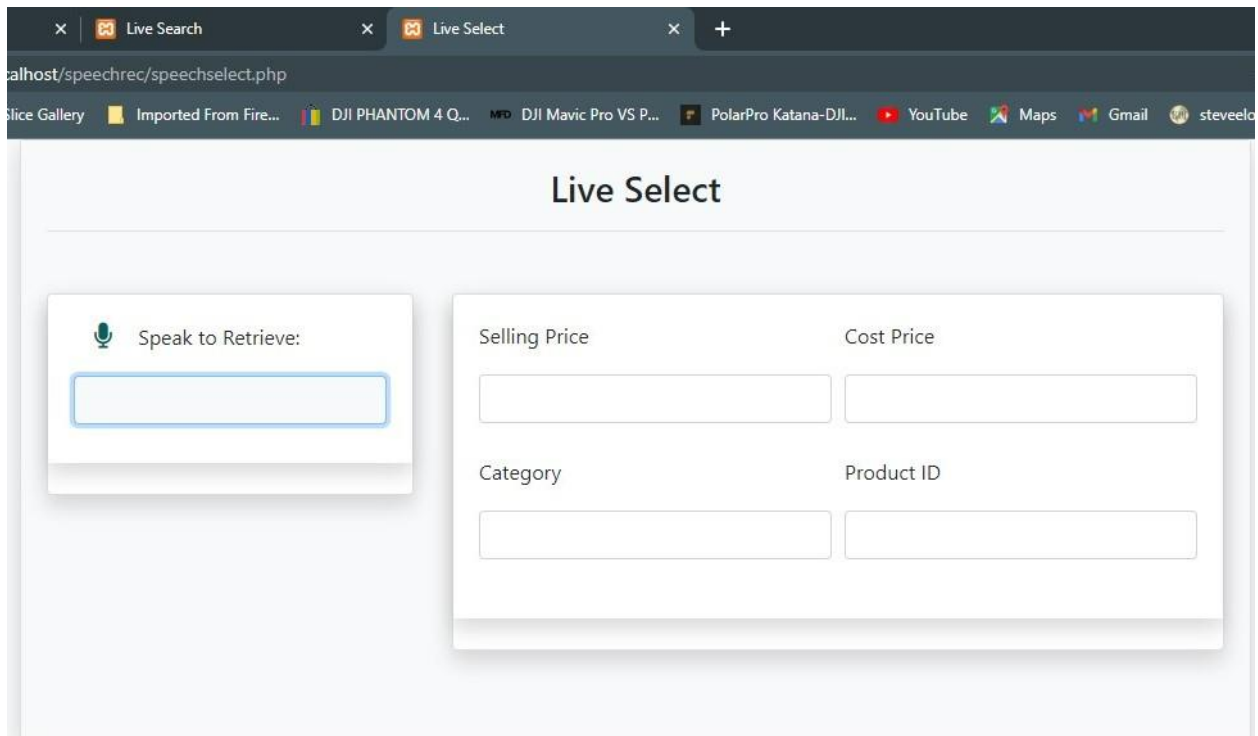 Live Search
Live Select
calhost/speechrec/speechselect.php
Slice Gallery Imported From Fire... DJI PHANTOM 4 Q... MFD DJI Mavic Pro VS P... PolarPro Katana-DJI... YouTube Maps Gmail steveelo
Live Select
Speak to Retrieve:
Selling Price Cost Price
Category Product ID